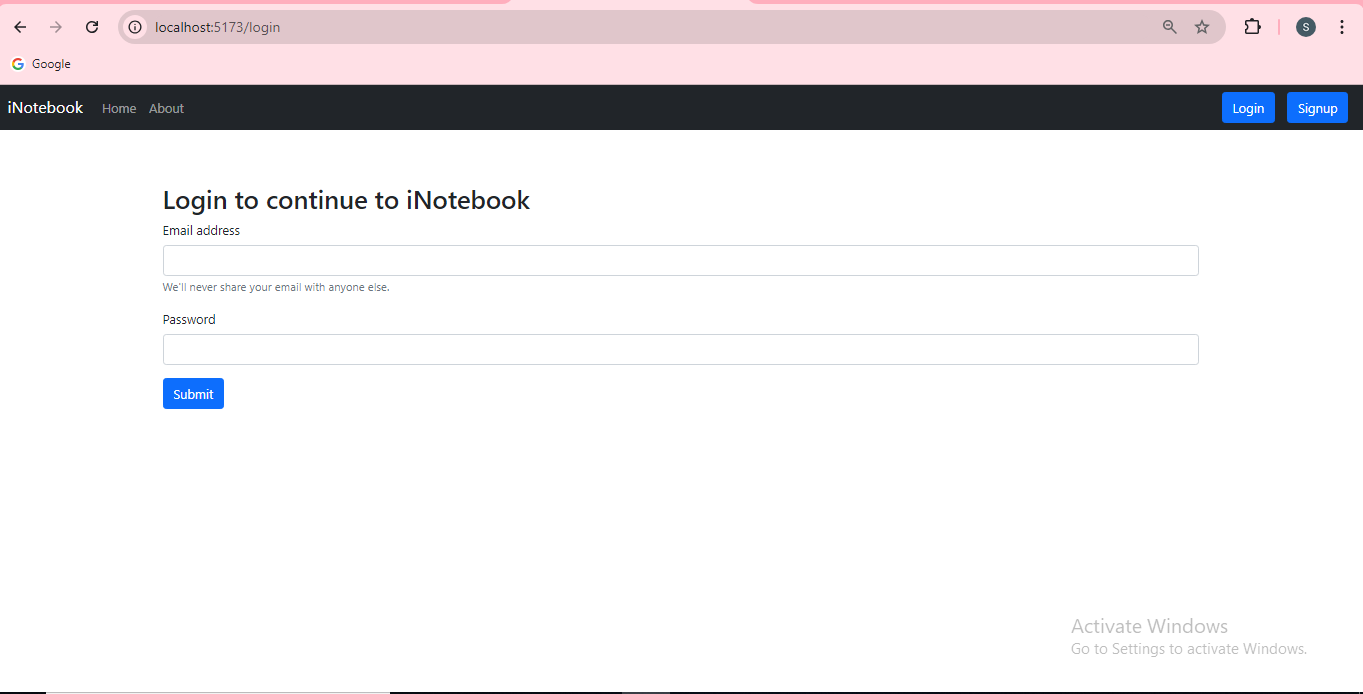 localhost:5173/login
S
Google
iNotebook Home About Login Signup
Login to continue to iNotebook
Email address
We'll never share your email with anyone else.
Password
Submit
Activate Windows
Go to Settings to activate Windows.